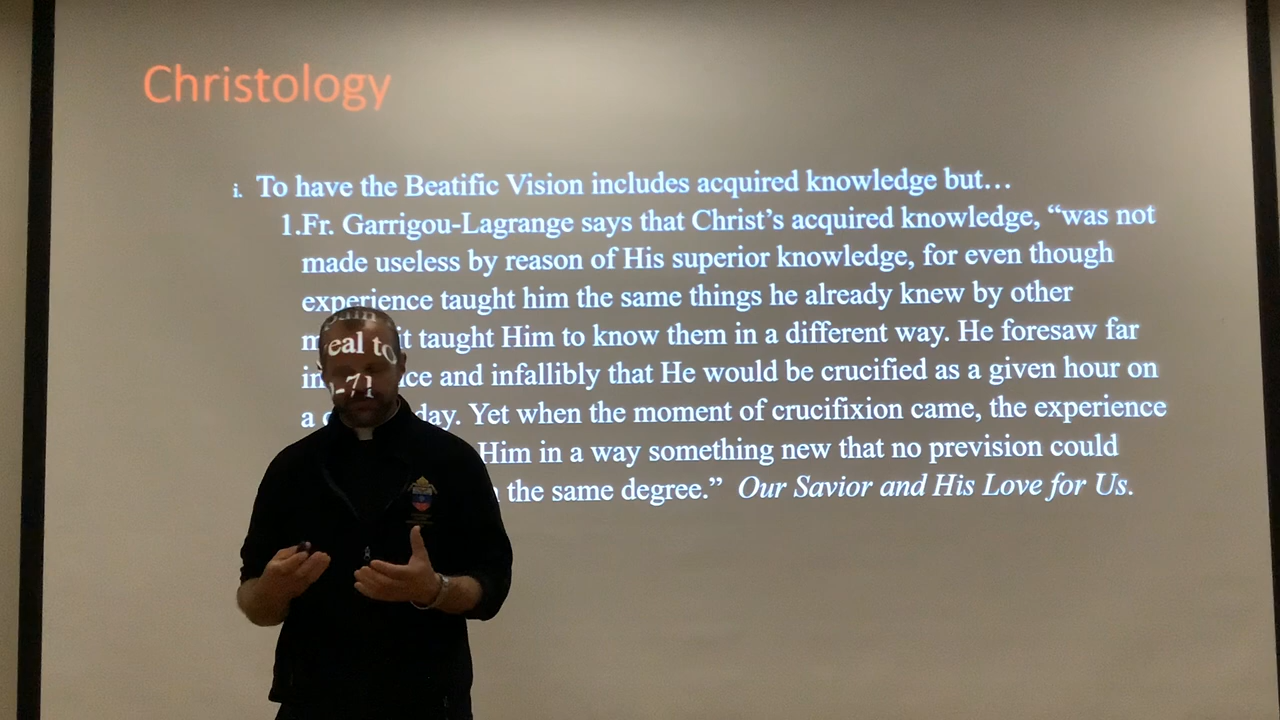 Christology
i. To have the Beatific Vision includes acquired knowledge but…
1.Fr. Garrigou-Lagrange says that Christ’s acquired knowledge, “was not
made useless by reason of His superior knowledge, for even though
experience taught him the same things he already knew by other
it taught Him to know them in a different way. He foresaw far
and infallibly that He would be crucified as a given hour on
a day. Yet when the moment of crucifixion came, the experience
Him in a way something new that no prevision could
the same degree.” Our Savior and His Love for Us.
eal to
-71